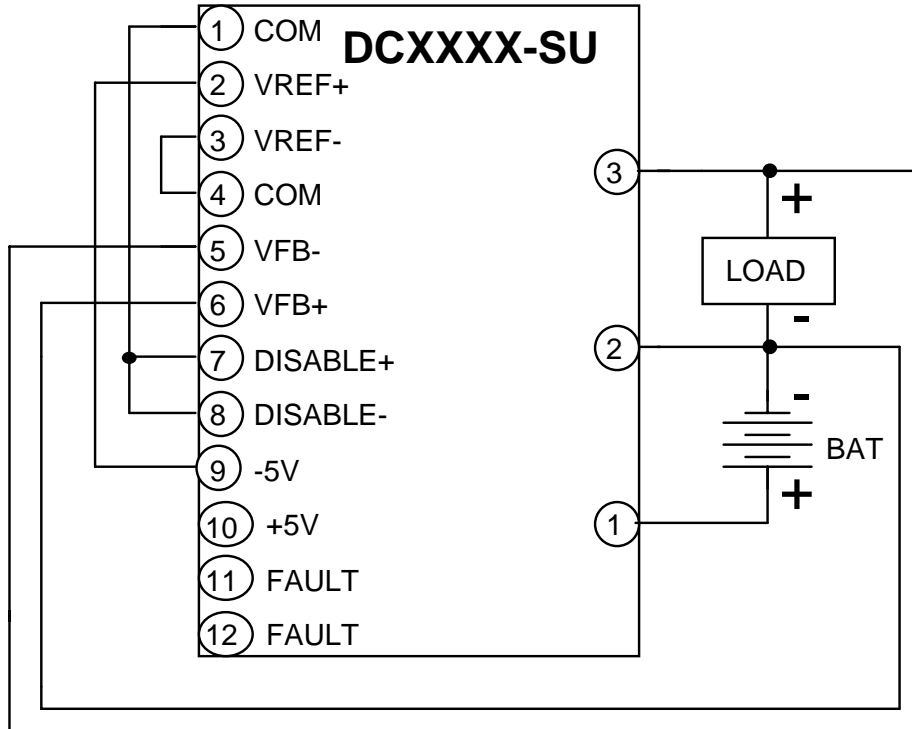 DCXXXX-SU
1 COM
2 VREF+
3 VREF-
4 COM
5 VFB-
6 VFB+
7 DISABLE+
8 DISABLE-
9 -5V
10 +5V
11 FAULT
12 FAULT
3
+
LOAD
-
2
-
BAT
+
1